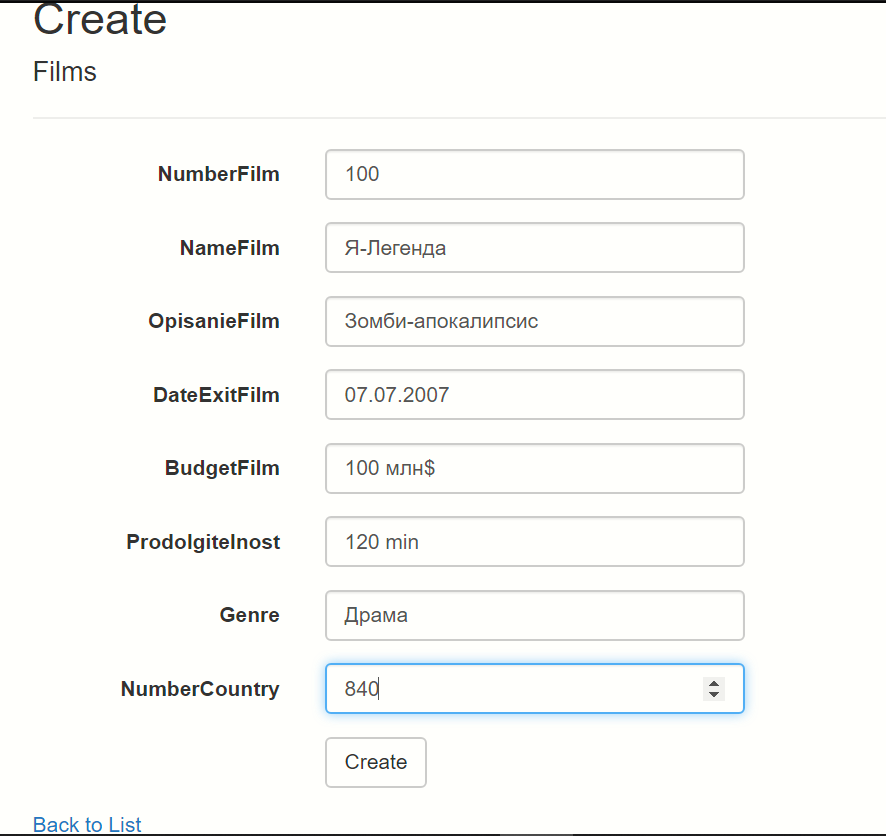 Create
Films
NumberFilm 100
NameFilm Я-Легенда
OpisanieFilm Зомби-апокалипсис
DateExitFilm 07.07.2007
BudgetFilm 100 млн$
Prodolgitelnost 120 min
Genre Драма
NumberCountry 840
Create
Back to List